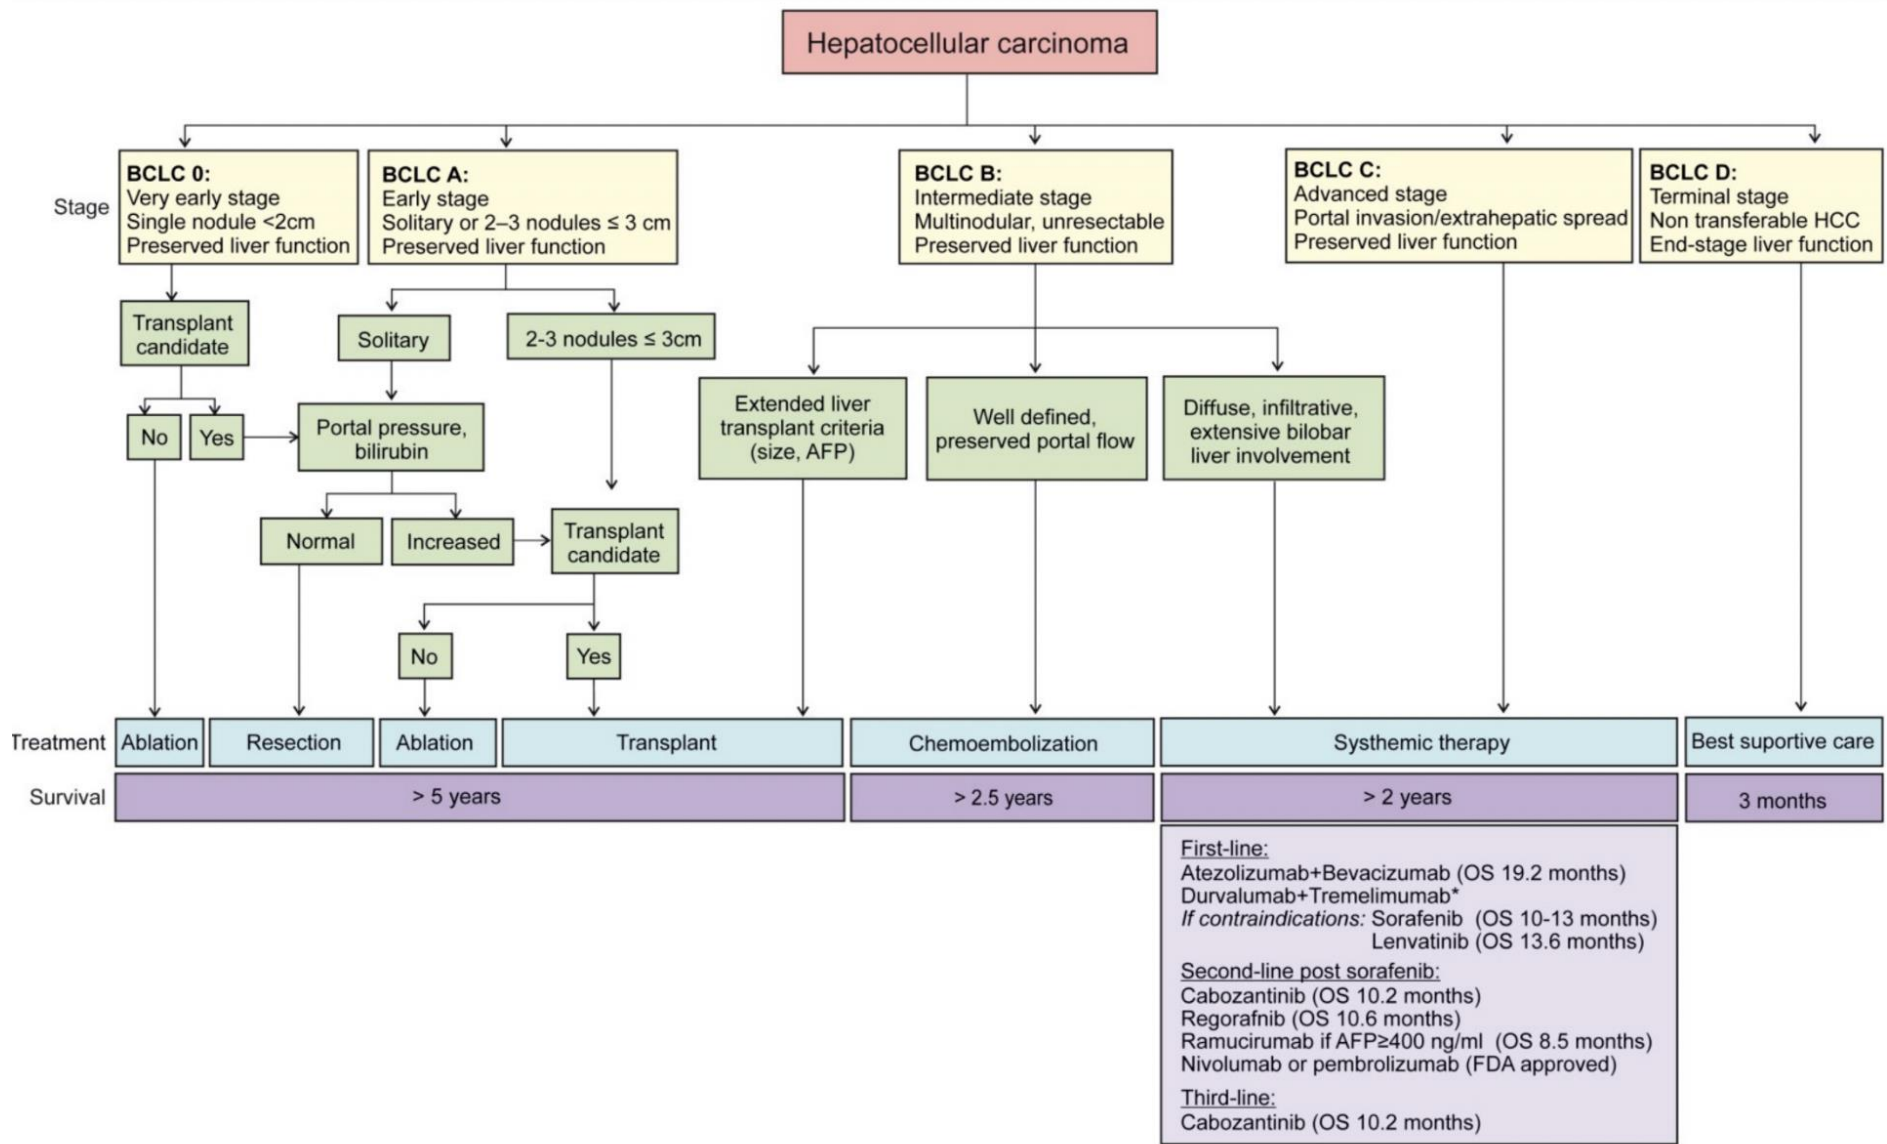 Hepatocellular carcinoma
Stage
BCLC 0:
Very early stage
Single nodule <2cm
Preserved liver function
BCLC A:
Early stage
Solitary or 2–3 nodules ≤ 3 cm
Preserved liver function
BCLC B:
Intermediate stage
Multinodular, unresectable
Preserved liver function
BCLC C:
Advanced stage
Portal invasion/extrahepatic spread
Preserved liver function
BCLC D:
Terminal stage
Non transferable HCC
End-stage liver function
Transplant
candidate
Solitary
2-3 nodules ≤ 3cm
No
Yes
Portal pressure,
bilirubin
Extended liver
transplant criteria
(size, AFP)
Well defined,
preserved portal flow
Diffuse, infiltrative,
extensive bilobar
liver involvement
Normal
Increased
Transplant
candidate
No
Yes
Treatment
Ablation
Resection
Ablation
Transplant
Chemoembolization
Systhemic therapy
Best suportive care
Survival
> 5 years
> 2.5 years
> 2 years
3 months
First-line:
Atezolizumab+Bevacizumab (OS 19.2 months)
Durvalumab+Tremelimumab*
If contraindications: Sorafenib (OS 10-13 months)
Lenvatinib (OS 13.6 months)
Second-line post sorafenib:
Cabozantinib (OS 10.2 months)
Regorafnib (OS 10.6 months)
Ramucirumab if AFP≥400 ng/ml (OS 8.5 months)
Nivolumab or pembrolizumab (FDA approved)
Third-line:
Cabozantinib (OS 10.2 months)